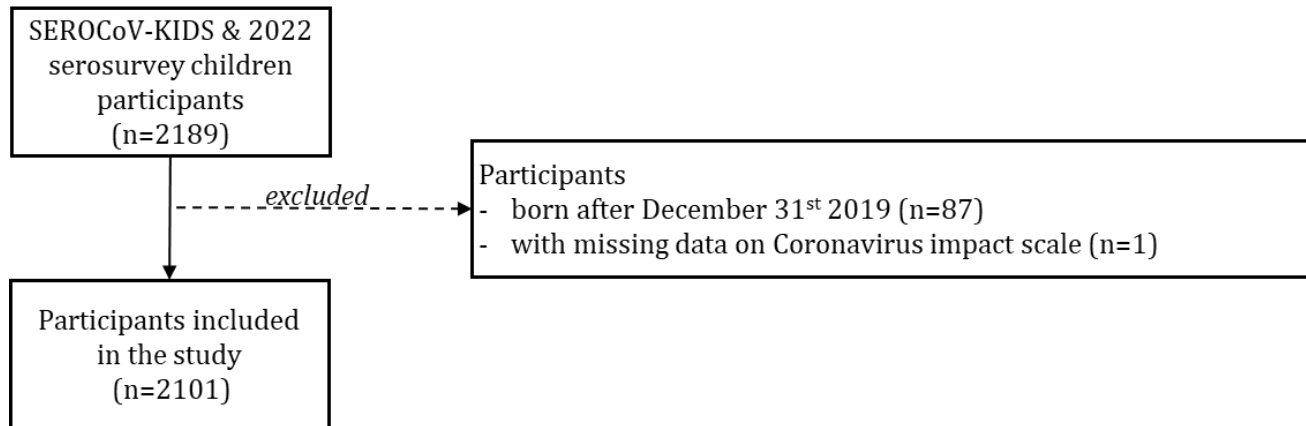 SEROCoV-KIDS & 2022
serosurvey children
participants
(n=2189)
excluded
Participants
- born after December 31st 2019 (n=87)
- with missing data on Coronavirus impact scale (n=1)
Participants included
in the study
(n=2101)